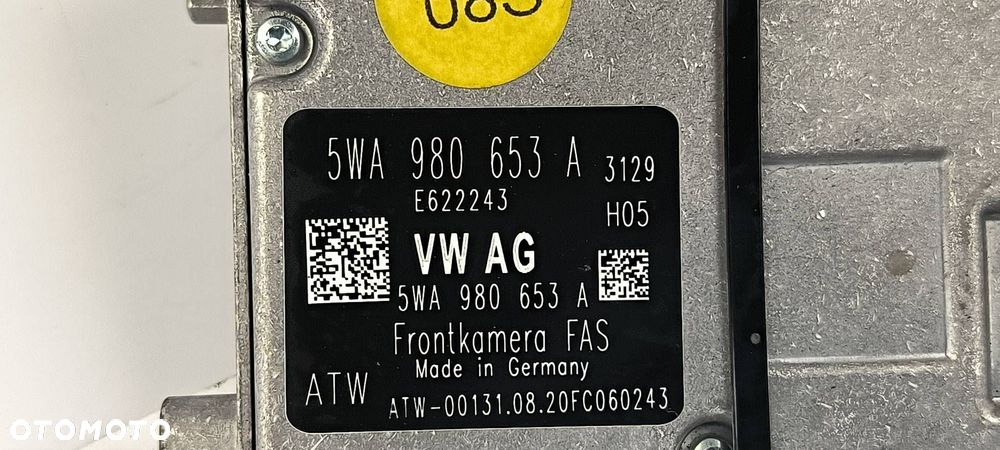 083
5WA 980 653 A 3129
E622243
H05
VW AG
5WA 980 653 A
Frontkamera FAS
Made in Germany
ATW
ATW-00131.08.20FC060243
OTOMOTO